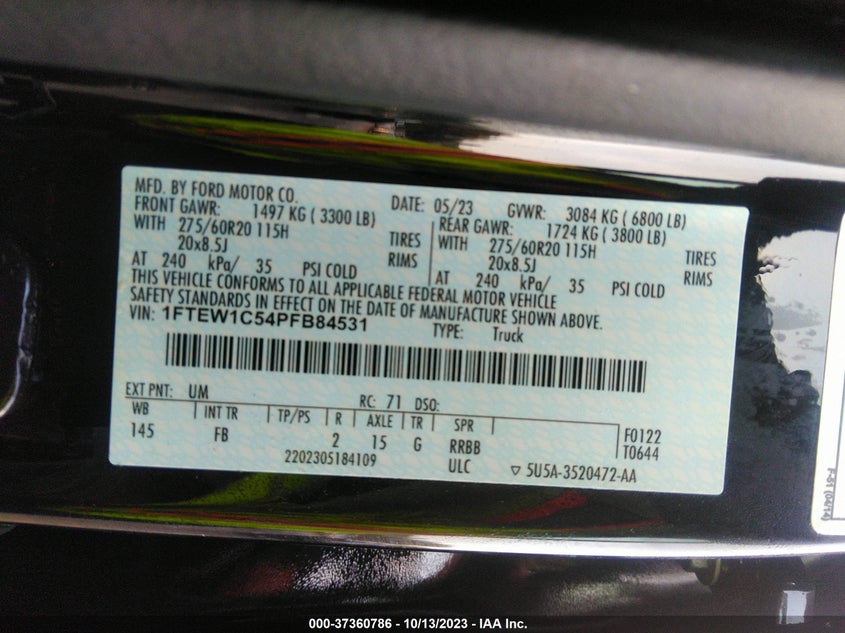 MFD. BY FORD MOTOR CO. DATE: 05/23 GVWR: 3084 KG ( 6800 LB)
FRONT GAWR: 1497 KG ( 3300 LB) REAR GAWR: 1724 KG ( 3800 LB)
WITH 275/60R20 115H TIRES WITH 275/60R20 115H TIRES
20x8.5J RIMS 20x8.5J RIMS
AT 240 kPa/ 35 PSI COLD AT 240 kPa/ 35 PSI COLD
THIS VEHICLE CONFORMS TO ALL APPLICABLE FEDERAL MOTOR VEHICLE
SAFETY STANDARDS IN EFFECT ON THE DATE OF MANUFACTURE SHOWN ABOVE.
VIN: 1FTEW1C54PFB84531 TYPE: Truck
EXT PNT: UM RC: 71 DSO:
WB INT TR TP/PS R AXLE TR SPR F0122
145 FB 2 15 G RRBB T0644
2202305184109 ULC ▽ 5U5A-3520472-AA
F-81 (04/14)
000-37360786 - 10/13/2023 - IAA Inc.